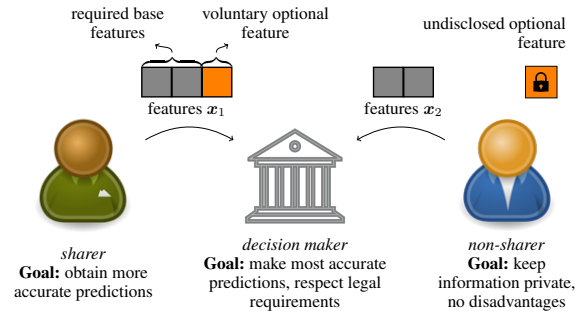 required base
features
voluntary optional
feature
undisclosed optional
feature
features x₁
features x₂
sharer
Goal: obtain more
accurate predictions
decision maker
Goal: make most accurate
predictions, respect legal
requirements
non-sharer
Goal: keep
information private,
no disadvantages